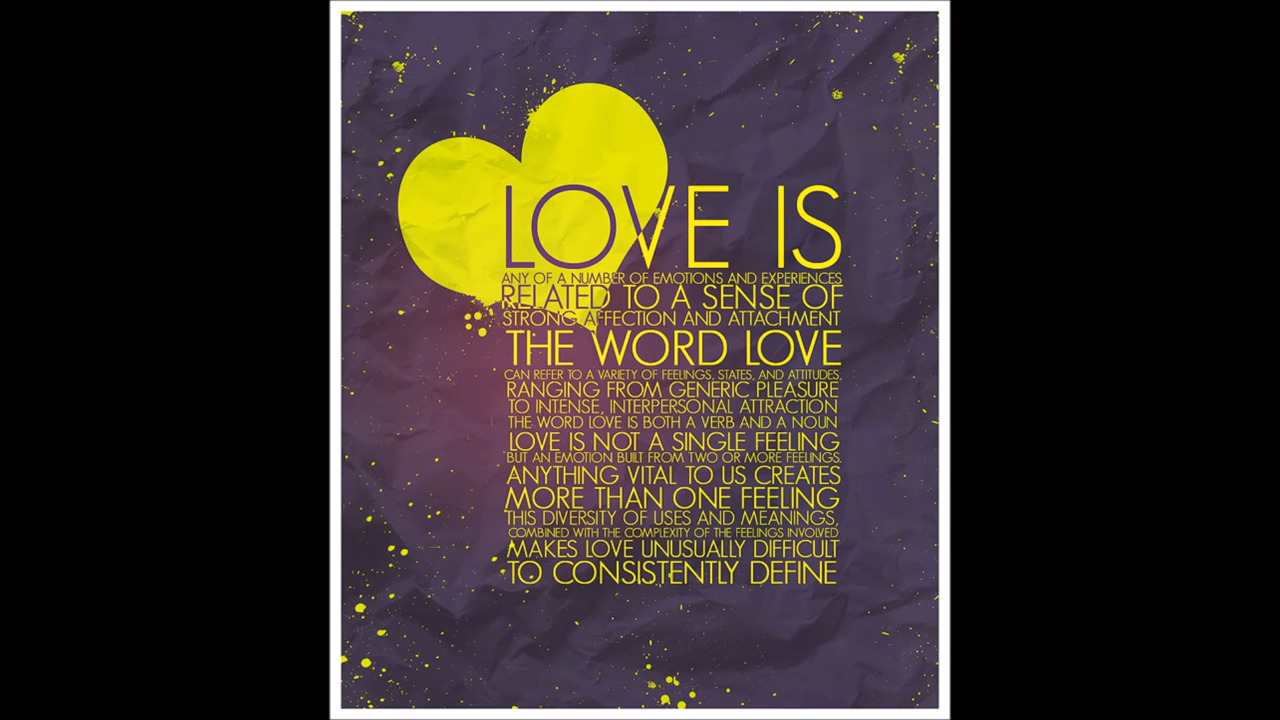 LOVE IS
ANY OF A NUMBER OF EMOTIONS AND EXPERIENCES
RELATED TO A SENSE OF
STRONG AFFECTION AND ATTACHMENT
THE WORD LOVE
CAN REFER TO A VARIETY OF FEELINGS, STATES, AND ATTITUDES,
RANGING FROM GENERIC PLEASURE
TO INTENSE, INTERPERSONAL ATTRACTION
THE WORD LOVE IS BOTH A VERB AND A NOUN
LOVE IS NOT A SINGLE FEELING
BUT AN EMOTION BUILT FROM TWO OR MORE FEELINGS.
ANYTHING VITAL TO US CREATES
MORE THAN ONE FEELING
THIS DIVERSITY OF USES AND MEANINGS,
COMBINED WITH THE COMPLEXITY OF THE FEELINGS INVOLVED
MAKES LOVE UNUSUALLY DIFFICULT
TO CONSISTENTLY DEFINE